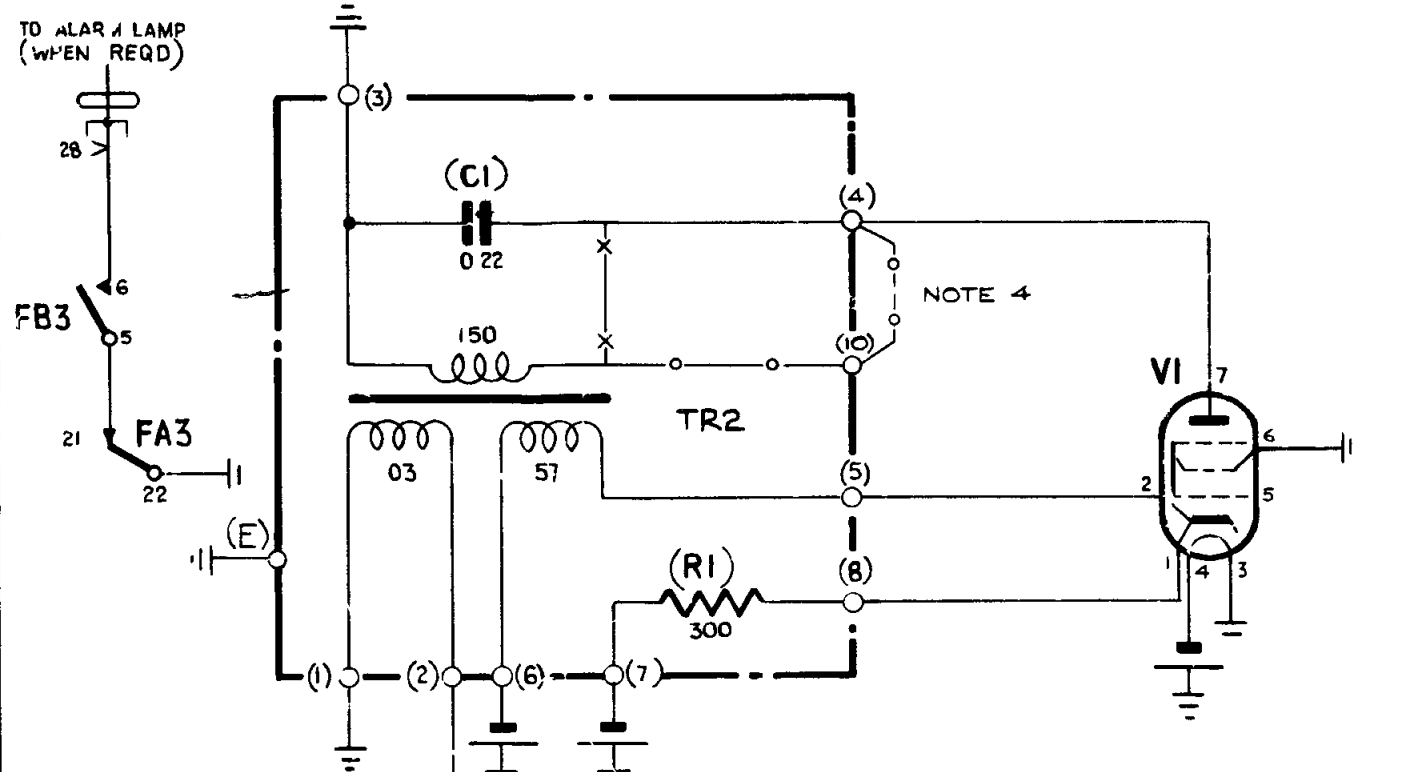 TO ALARM LAMP
(WHEN REQD)
(3)
28
(C1)
(4)
0 22
6
FB3
5
NOTE 4
150
(10)
V1
7
TR2
21
FA3
6
03
57
(5)
2
5
22
(E)
(R1)
(8)
1
4
3
300
(1)
(2)
(6)
(7)